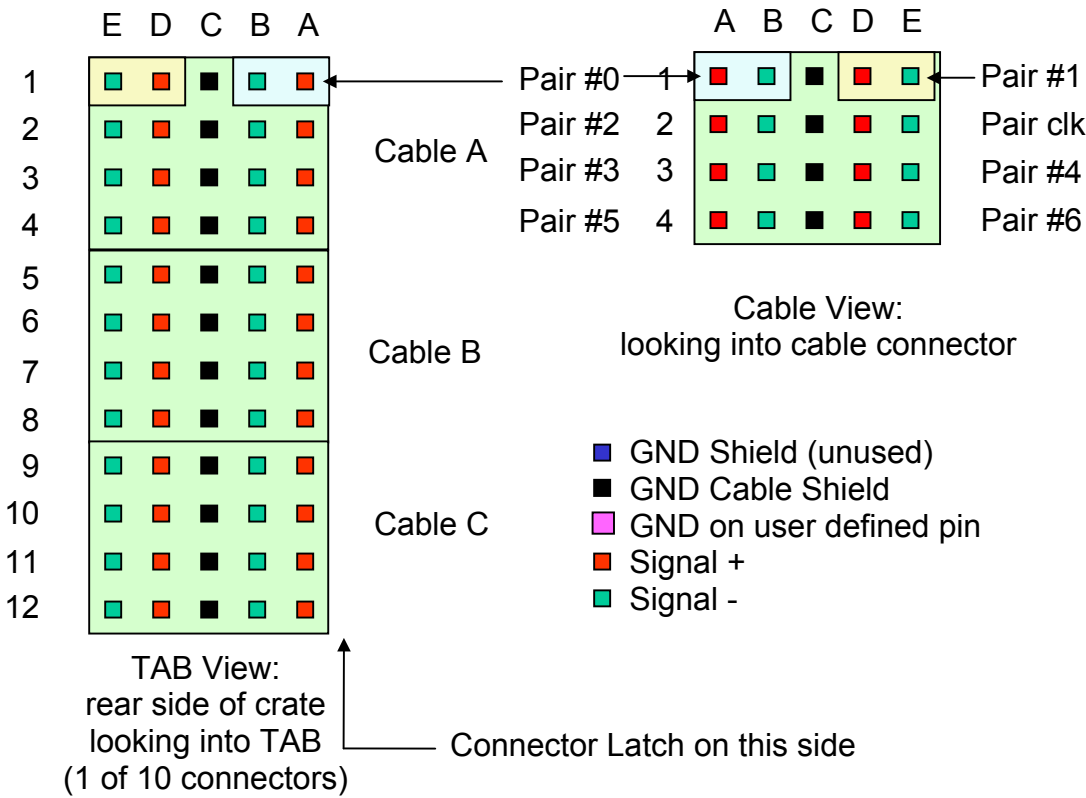 E D C B A
1
2
3
4
5
6
7
8
9
10
11
12
Cable A
Cable B
Cable C
TAB View:
rear side of crate
looking into TAB
(1 of 10 connectors)
Connector Latch on this side
A B C D E
Pair #0 1 Pair #1
Pair #2 2 Pair clk
Pair #3 3 Pair #4
Pair #5 4 Pair #6
Cable View:
looking into cable connector
GND Shield (unused)
GND Cable Shield
GND on user defined pin
Signal +
Signal -